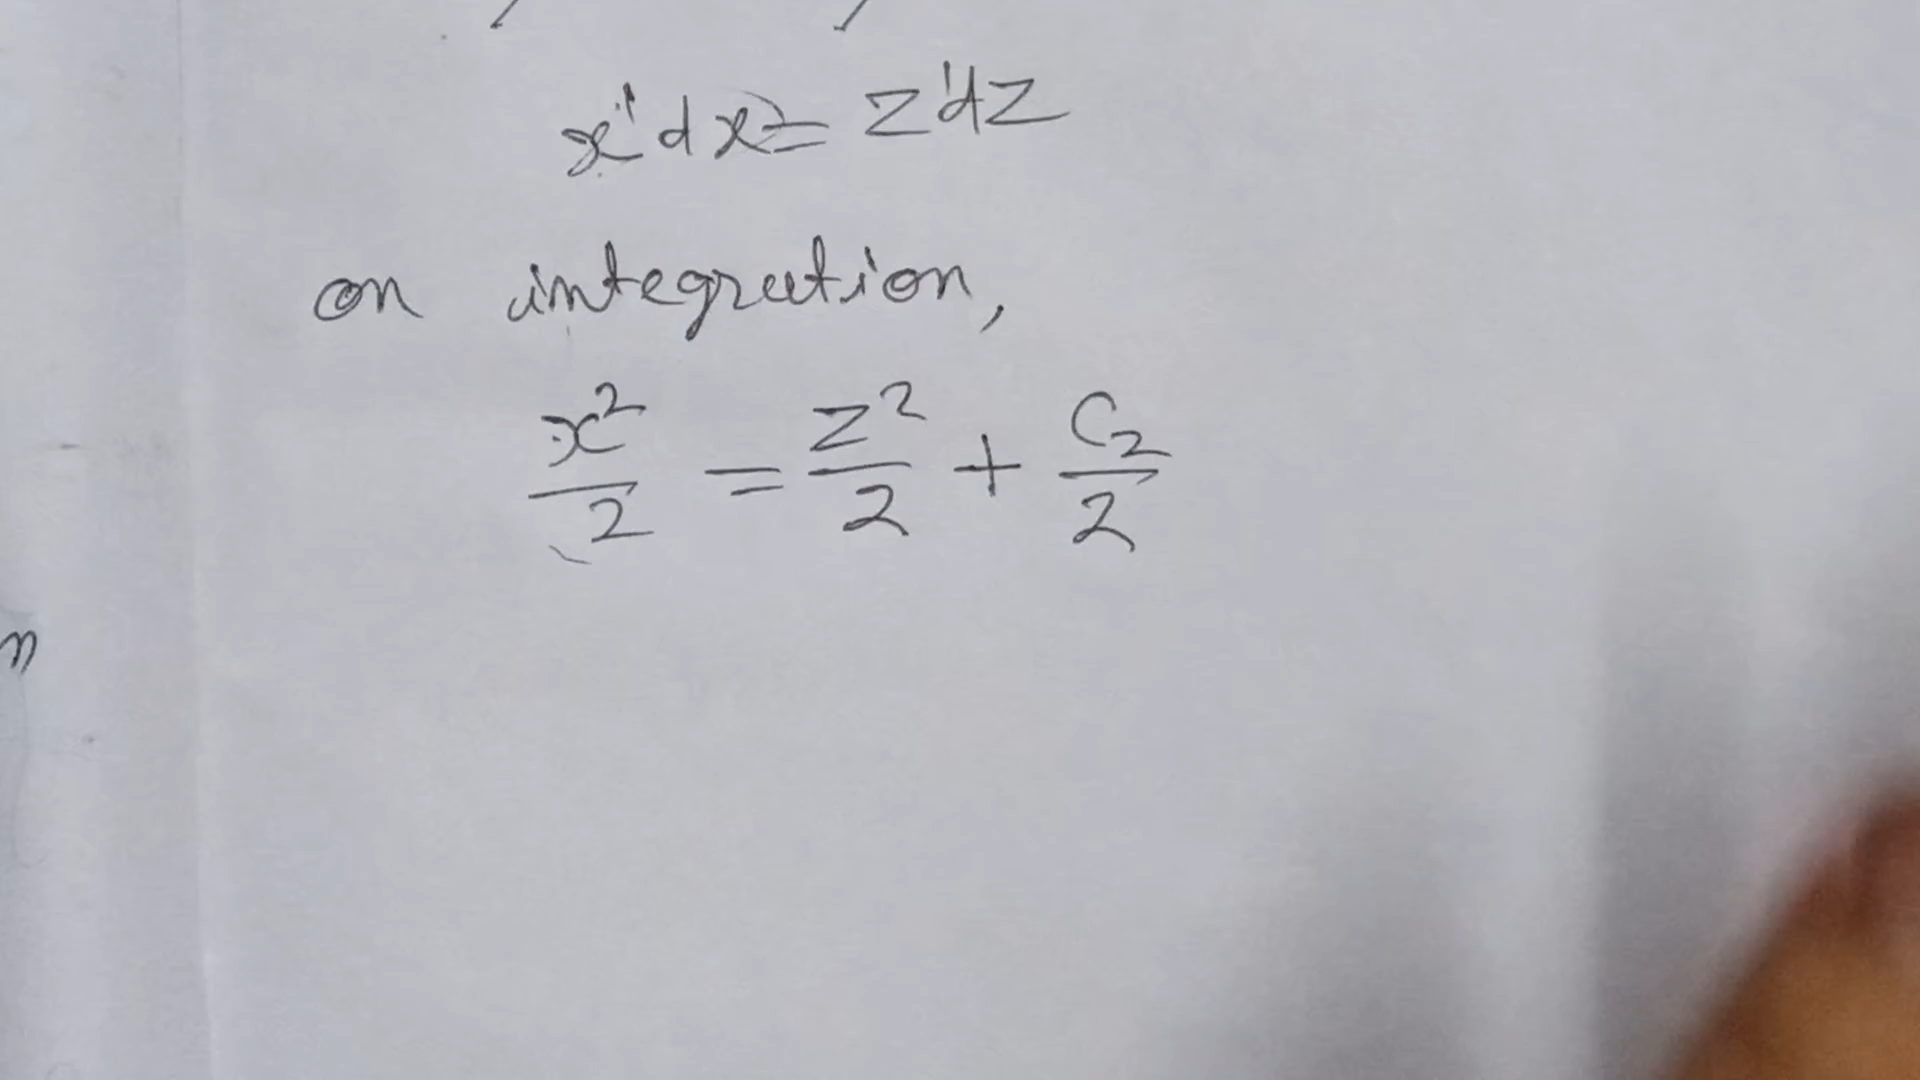 x¹dx = z¹dz
on integration,
x²/2 = z²/2 + C₂/2
n